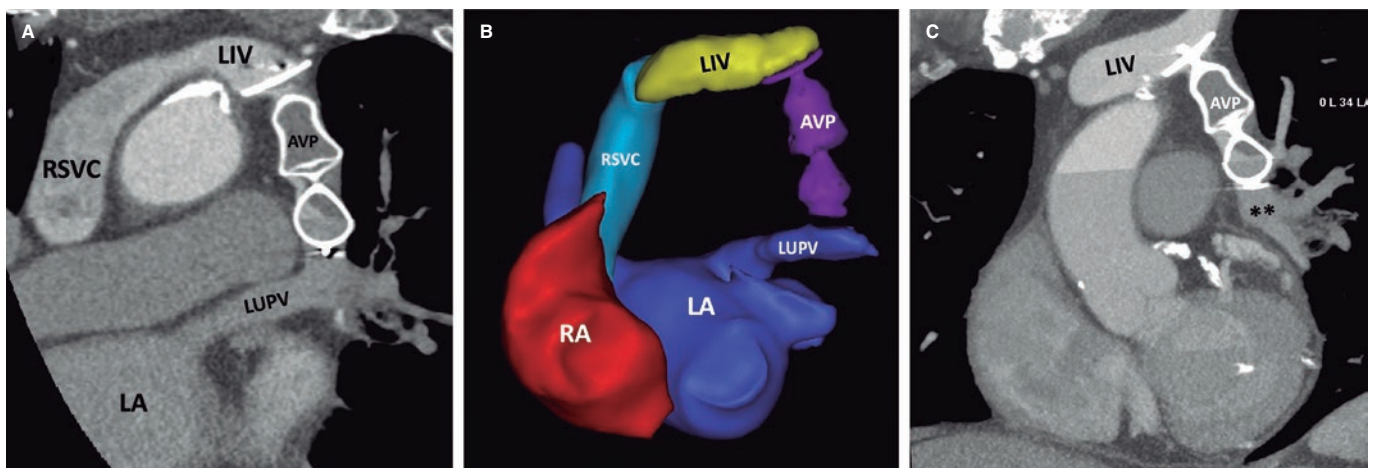 A
LIV
RSVC
AVP
LUPV
LA
B
LIV
AVP
RSVC
LUPV
LA
RA
C
LIV
AVP
0 L 34 LA
**